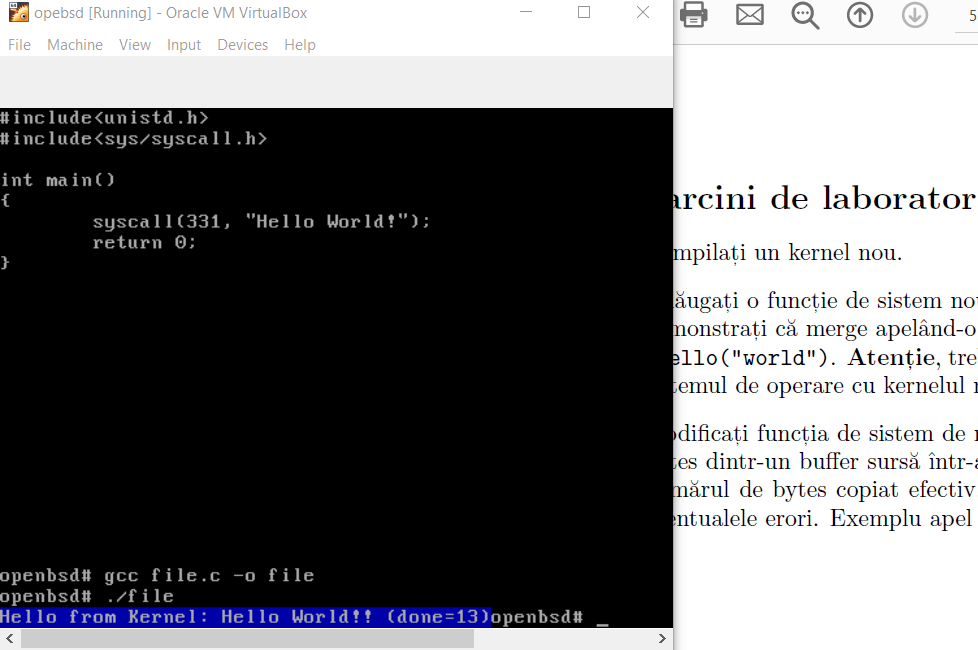 opebsd [Running] - Oracle VM VirtualBox
File Machine View Input Devices Help
#include<unistd.h>
#include<sys/syscall.h>
int main()
{
syscall(331, "Hello World!");
return 0;
}
openbsd# gcc file.c -o file
openbsd# ./file
Hello from Kernel: Hello World!! (done=13)openbsd# _
5
arcini de laborator
mpilați un kernel nou.
ăugați o funcție de sistem no
monstrați că merge apelând-o
ello("world"). Atenție, tre
temul de operare cu kernelul
odificați funcția de sistem de
tes dintr-un buffer sursă într-
mărul de bytes copiat efectiv
entualele erori. Exemplu apel